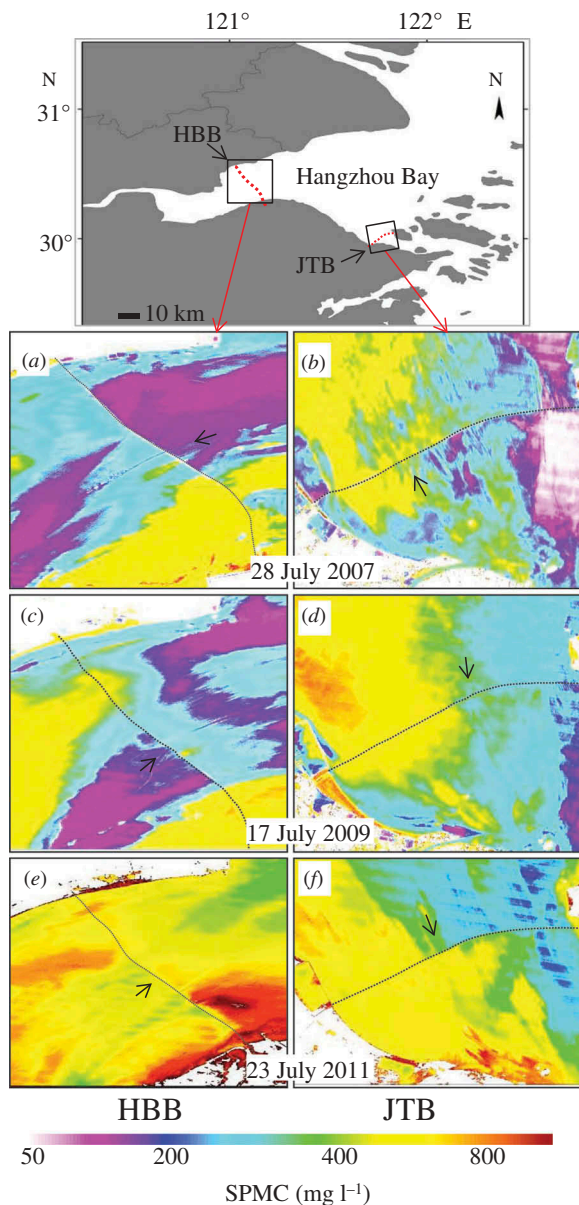 121° 122° E
N N
31°
HBB
Hangzhou Bay
30°
JTB
10 km
(a) (b)
28 July 2007
(c) (d)
17 July 2009
(e) (f)
23 July 2011
HBB JTB
50 200 400 800
SPMC (mg l⁻¹)